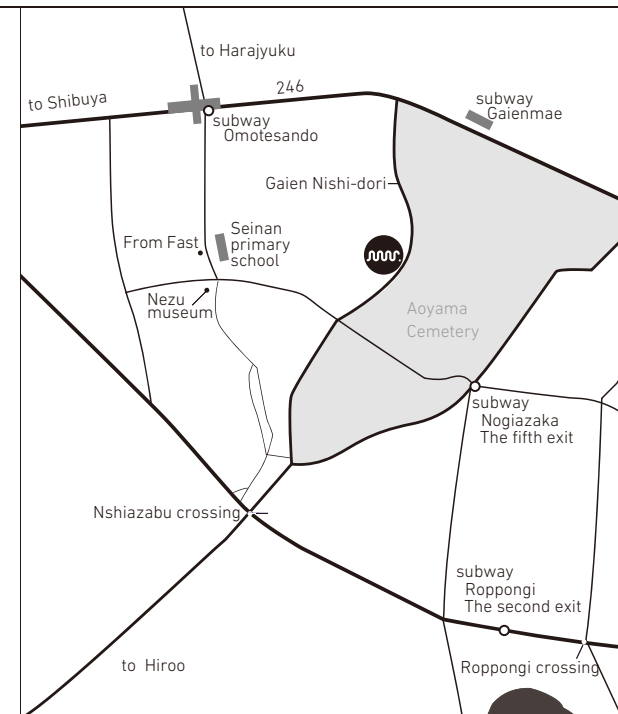 to Harajyuku
to Shibuya
246
subway
Gaienmae
subway
Omotesando
Gaien Nishi-dori
From Fast
Seinan
primary
school
Nezu
museum
Aoyama
Cemetery
subway
Nogiazaka
The fifth exit
Nshiazabu crossing
subway
Roppongi
The second exit
to Hiroo
Roppongi crossing